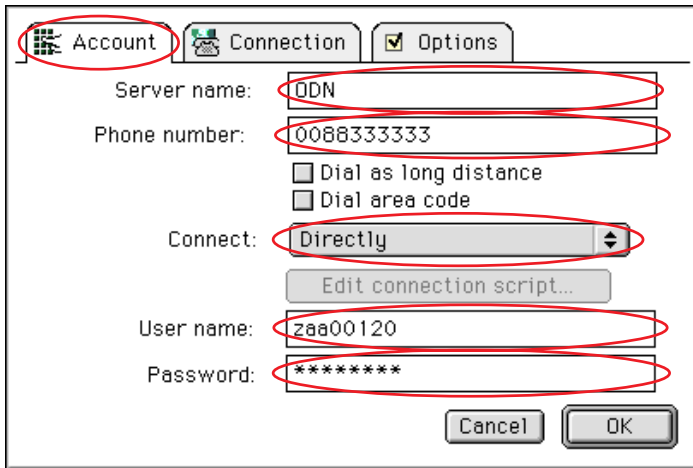 Account Connection Options
Server name: ODN
Phone number: 0088333333
Dial as long distance
Dial area code
Connect: Directly
Edit connection script...
User name: zaa00120
Password: ********
Cancel OK